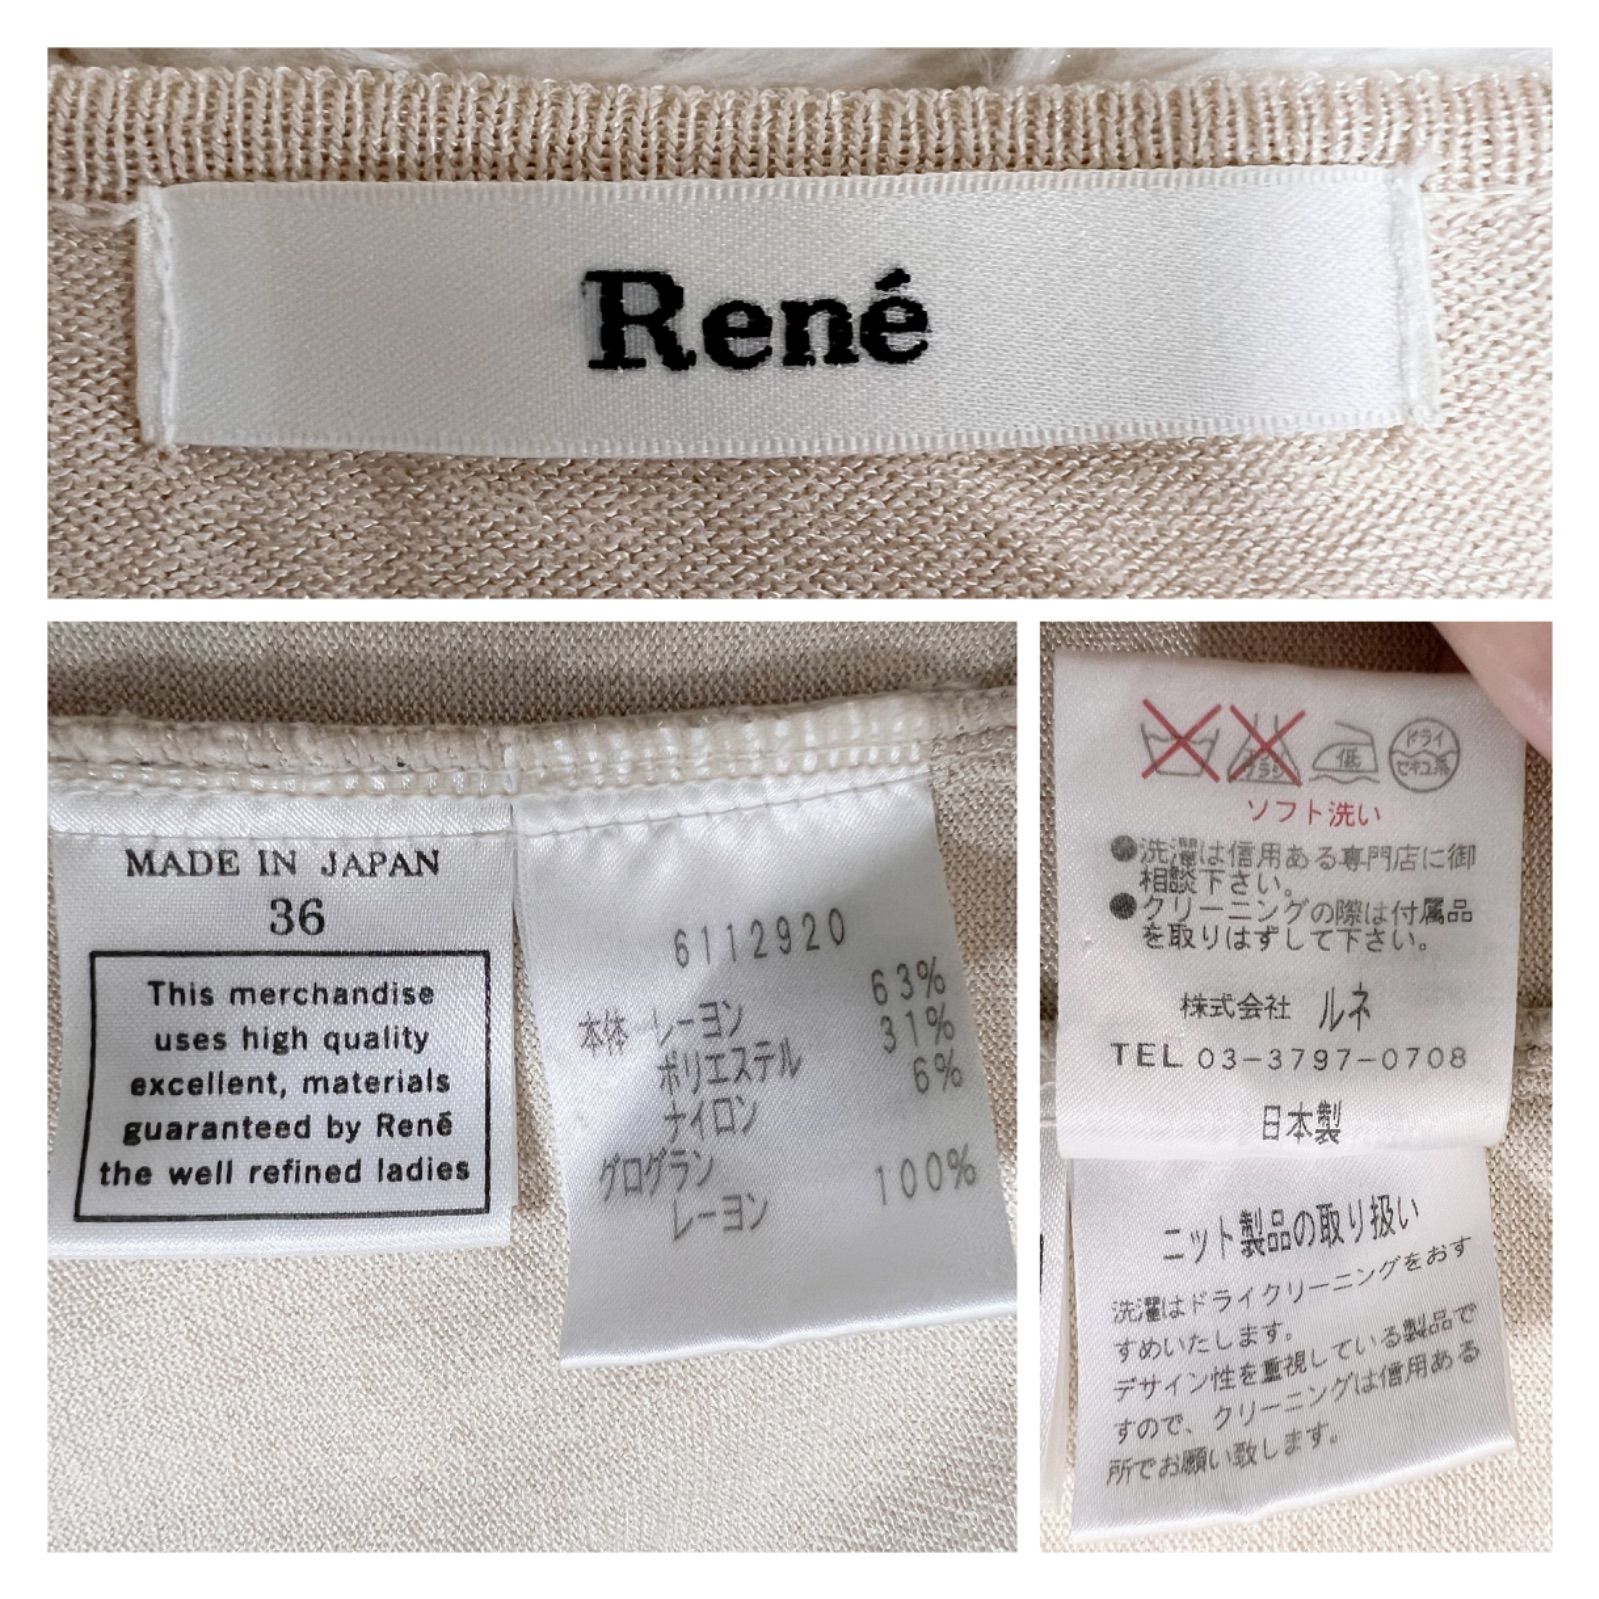 René
MADE IN JAPAN
36
This merchandise
uses high quality
excellent, materials
guaranteed by René
the well refined ladies
6112920
本体 レーヨン 63%
ポリエステル 31%
ナイロン 6%
グログラン
レーヨン 100%
ブラシ 低 ドライ
セキユ系
ソフト洗い
●洗濯は信用ある専門店に御
相談下さい。
●クリーニングの際は付属品
を取りはずして下さい。
株式会社 ルネ
TEL 03-3797-0708
日本製
ニット製品の取り扱い
洗濯はドライクリーニングをおす
すめいたします。
デザイン性を重視している製品で
すので、クリーニングは信用ある
所でお願い致します。